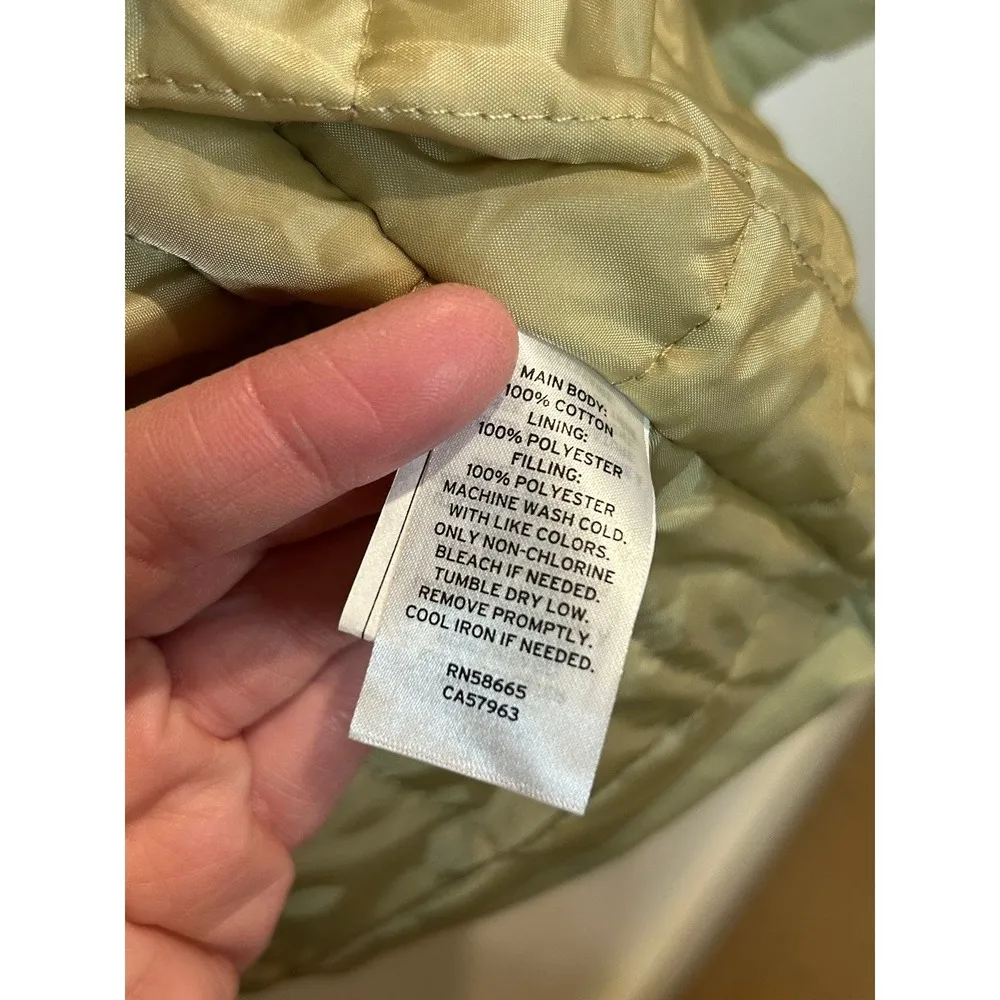 MAIN BODY:
100% COTTON
LINING:
100% POLYESTER
FILLING:
100% POLYESTER
MACHINE WASH COLD.
WITH LIKE COLORS.
ONLY NON-CHLORINE
BLEACH IF NEEDED.
TUMBLE DRY LOW.
REMOVE PROMPTLY.
COOL IRON IF NEEDED.
RN58665
CA57963